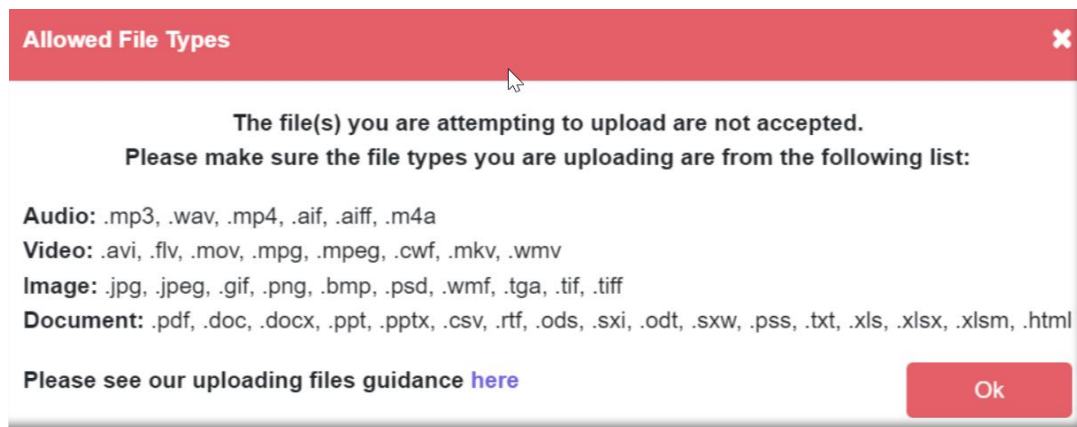 Allowed File Types
The file(s) you are attempting to upload are not accepted.
Please make sure the file types you are uploading are from the following list:
Audio: .mp3, .wav, .mp4, .aif, .aiff, .m4a
Video: .avi, .flv, .mov, .mpg, .mpeg, .cwf, .mkv, .wmv
Image: .jpg, .jpeg, .gif, .png, .bmp, .psd, .wmf, .tga, .tif, .tiff
Document: .pdf, .doc, .docx, .ppt, .pptx, .csv, .rtf, .ods, .sxi, .odt, .sxw, .pss, .txt, .xls, .xlsx, .xlsm, .html
Please see our uploading files guidance here
Ok